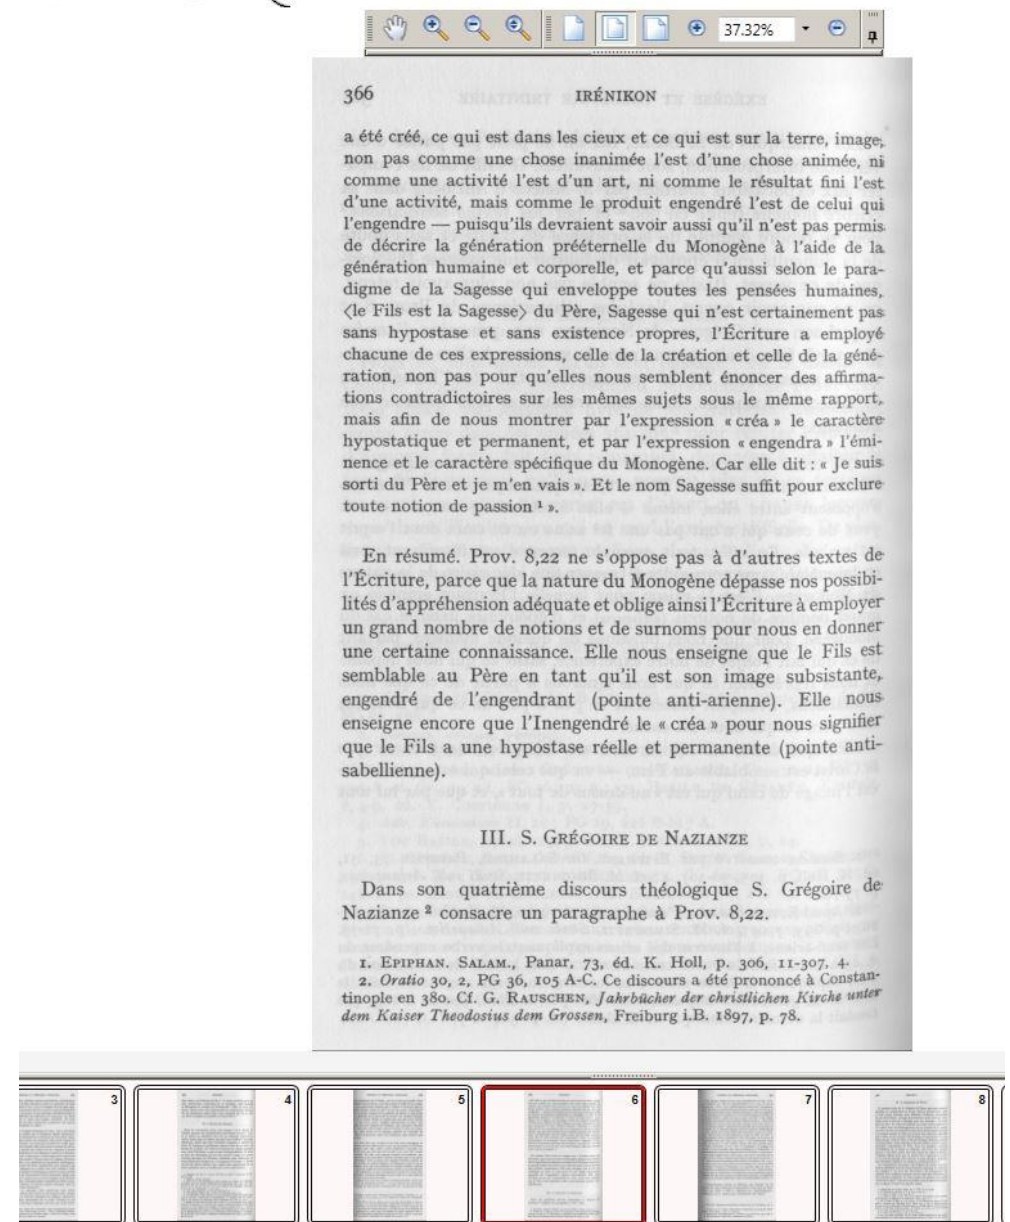 37.32%
366 IRÉNIKON
a été créé, ce qui est dans les cieux et ce qui est sur la terre, image,
non pas comme une chose inanimée l'est d'une chose animée, ni
comme une activité l'est d'un art, ni comme le résultat fini l'est
d'une activité, mais comme le produit engendré l'est de celui qui
l'engendre — puisqu'ils devraient savoir aussi qu'il n'est pas permis
de décrire la génération prééternelle du Monogène à l'aide de la
génération humaine et corporelle, et parce qu'aussi selon le para-
digme de la Sagesse qui enveloppe toutes les pensées humaines,
⟨le Fils est la Sagesse⟩ du Père, Sagesse qui n'est certainement pas
sans hypostase et sans existence propres, l'Écriture a employé
chacune de ces expressions, celle de la création et celle de la géné-
ration, non pas pour qu'elles nous semblent énoncer des affirma-
tions contradictoires sur les mêmes sujets sous le même rapport,
mais afin de nous montrer par l'expression « créa » le caractère
hypostatique et permanent, et par l'expression « engendra » l'émi-
nence et le caractère spécifique du Monogène. Car elle dit : « Je suis
sorti du Père et je m'en vais ». Et le nom Sagesse suffit pour exclure
toute notion de passion ¹ ».
En résumé. Prov. 8,22 ne s'oppose pas à d'autres textes de
l'Écriture, parce que la nature du Monogène dépasse nos possibi-
lités d'appréhension adéquate et oblige ainsi l'Écriture à employer
un grand nombre de notions et de surnoms pour nous en donner
une certaine connaissance. Elle nous enseigne que le Fils est
semblable au Père en tant qu'il est son image subsistante,
engendré de l'engendrant (pointe anti-arienne). Elle nous
enseigne encore que l'Inengendré le « créa » pour nous signifier
que le Fils a une hypostase réelle et permanente (pointe anti-
sabellienne).
III. S. GRÉGOIRE DE NAZIANZE
Dans son quatrième discours théologique S. Grégoire de
Nazianze ² consacre un paragraphe à Prov. 8,22.
1. EPIPHAN. SALAM., Panar, 73, éd. K. Holl, p. 306, 11-307, 4.
2. Oratio 30, 2, PG 36, 105 A-C. Ce discours a été prononcé à Constan-
tinople en 380. Cf. G. RAUSCHEN, Jahrbücher der christlichen Kirche unter
dem Kaiser Theodosius dem Grossen, Freiburg i.B. 1897, p. 78.
3 4 5 6 7 8